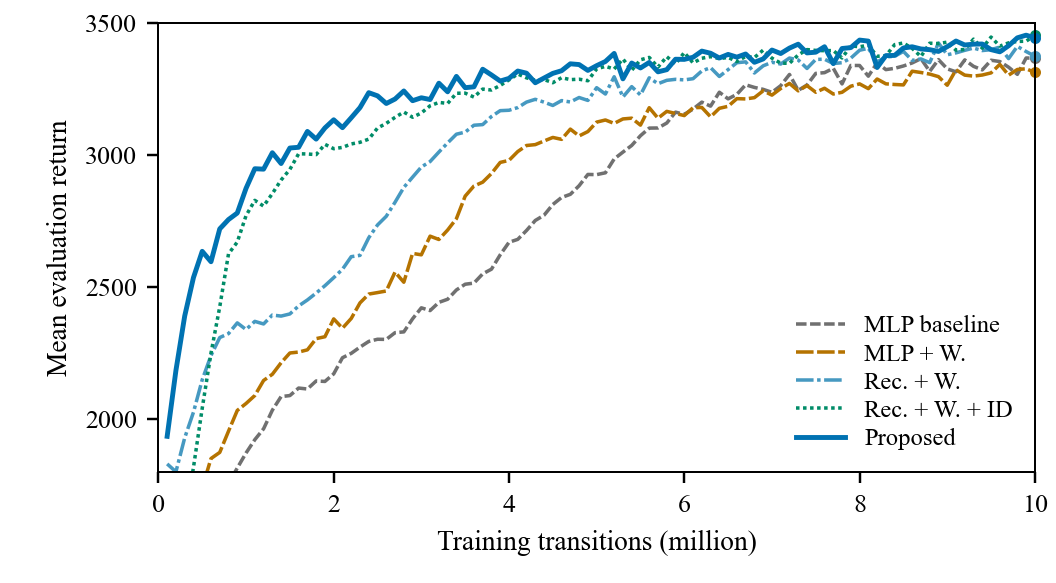 3500
3000
2500
2000
Mean evaluation return
MLP baseline
MLP + W.
Rec. + W.
Rec. + W. + ID
Proposed
0
2
4
6
8
10
Training transitions (million)